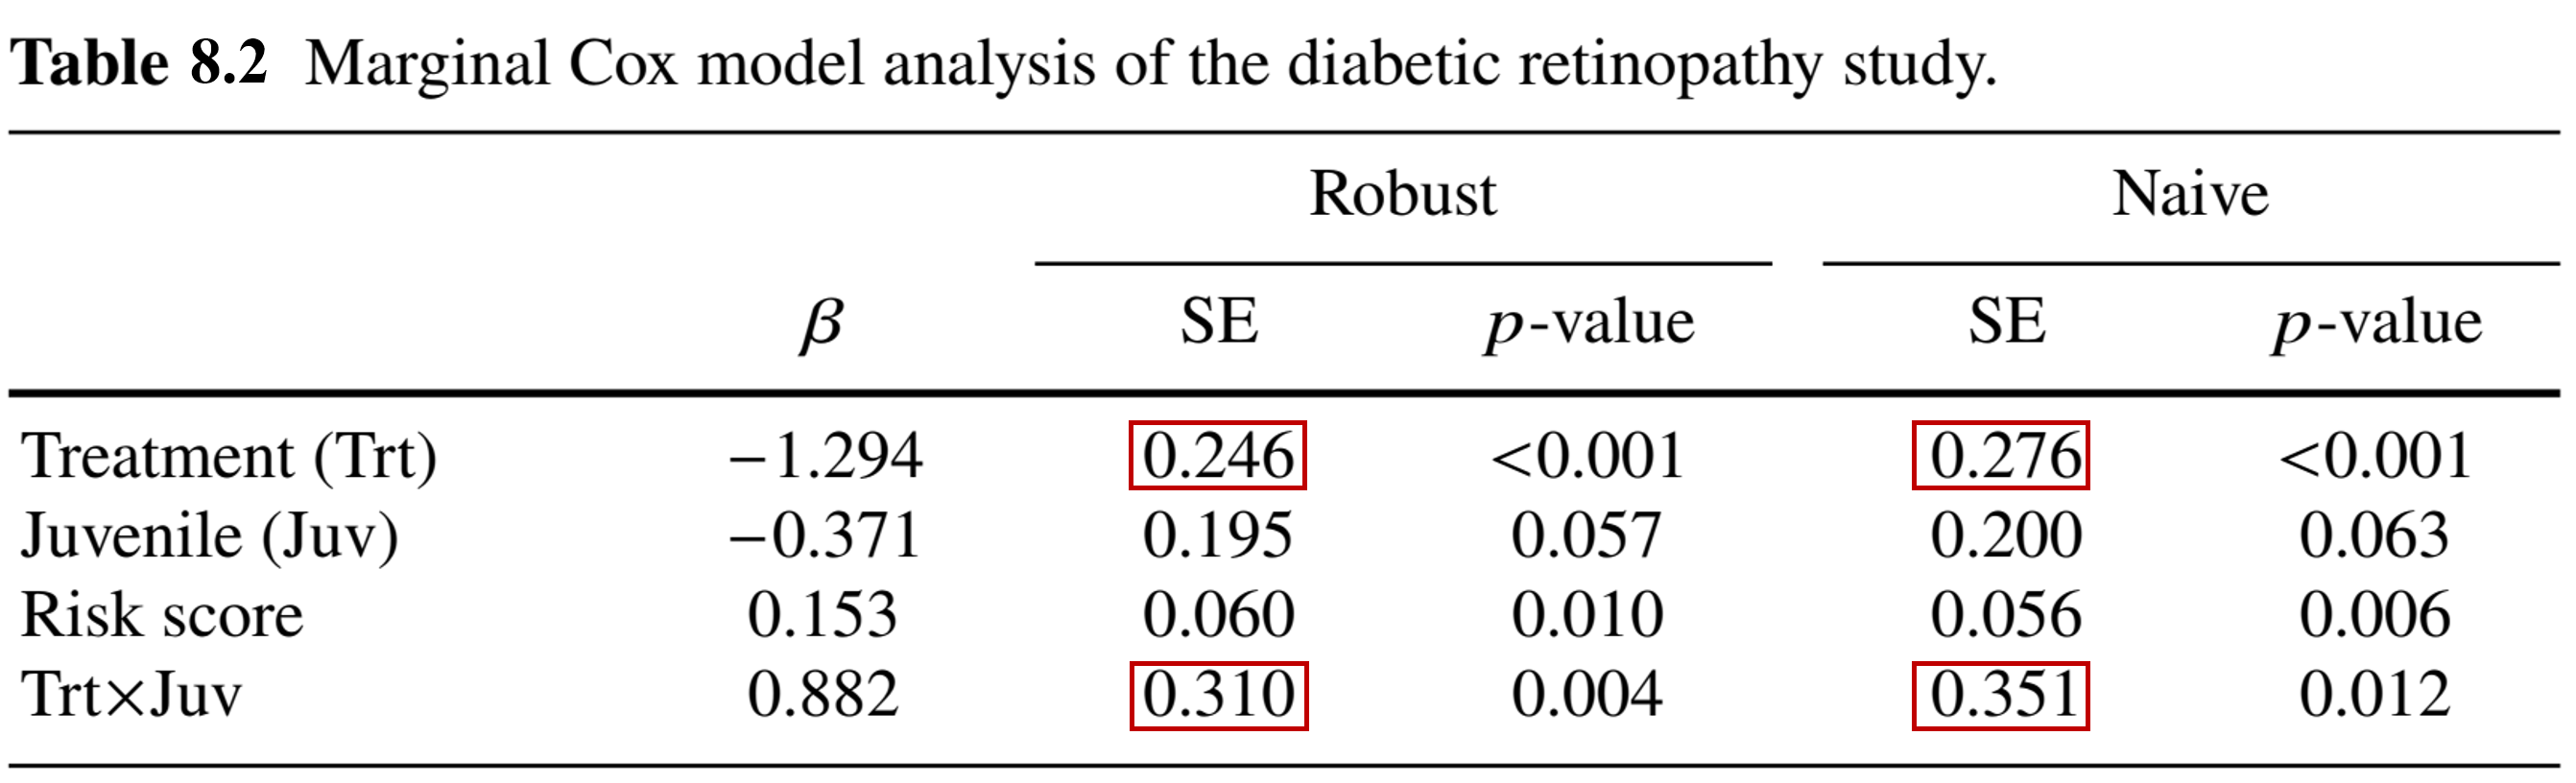 Table 8.2 Marginal Cox model analysis of the diabetic retinopathy study.
Robust Naive
β SE p-value SE p-value
Treatment (Trt) −1.294 0.246 <0.001 0.276 <0.001
Juvenile (Juv) −0.371 0.195 0.057 0.200 0.063
Risk score 0.153 0.060 0.010 0.056 0.006
Trt×Juv 0.882 0.310 0.004 0.351 0.012